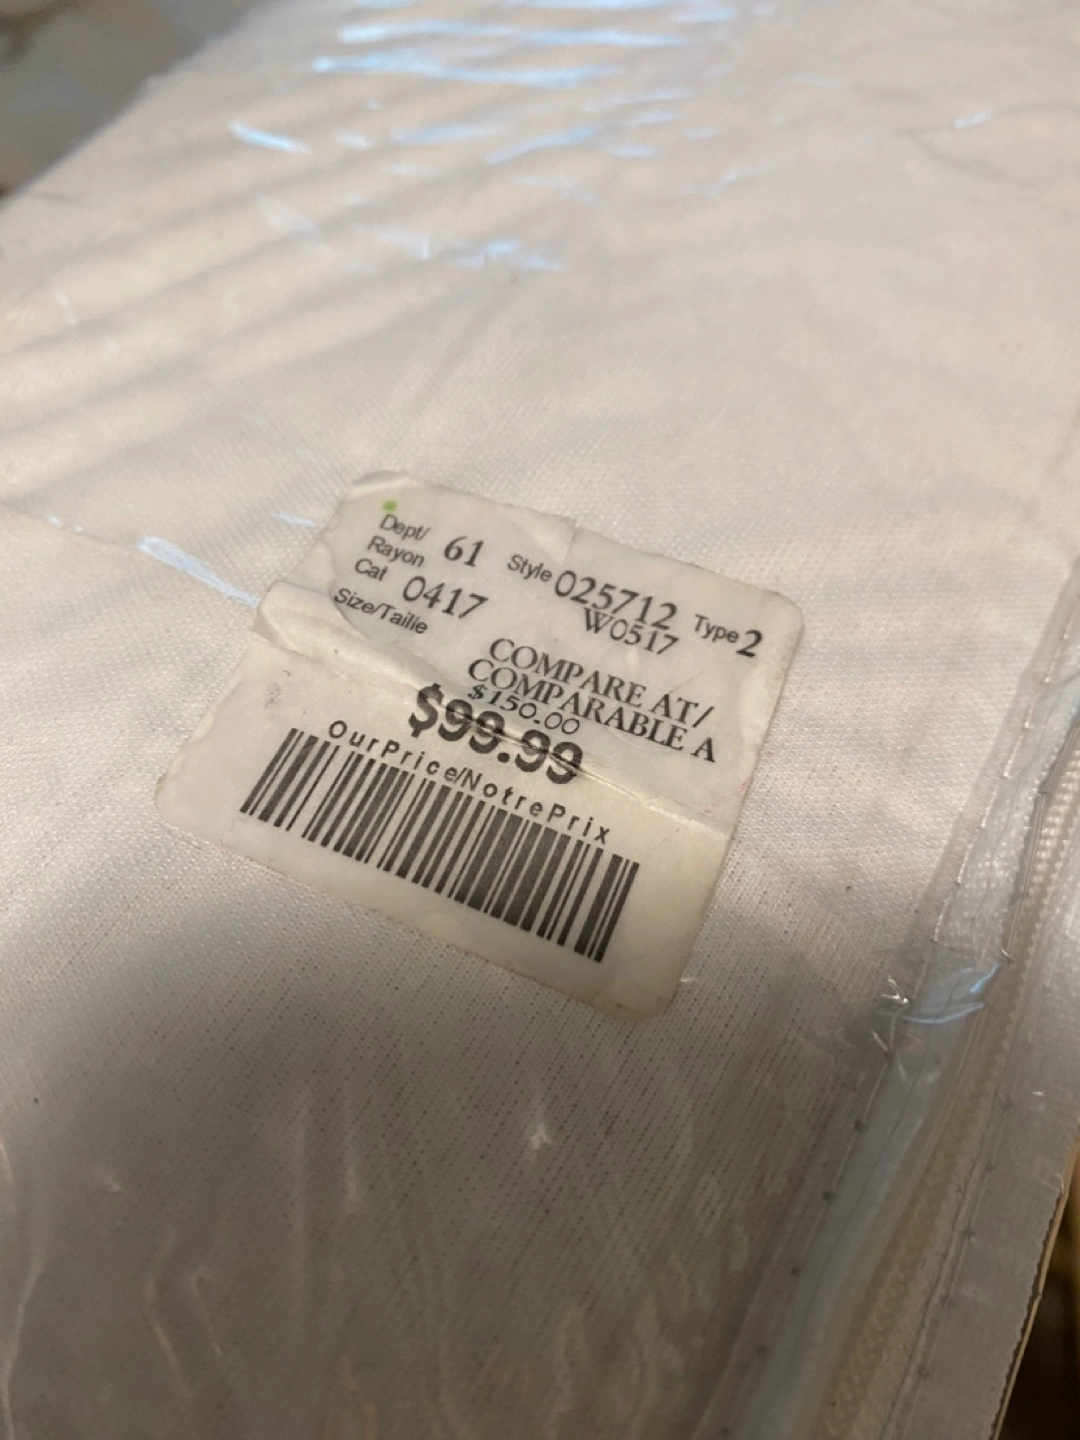 Dept/ Rayon 61 Style 025712 Type 2
Cat 0417 W0517
Size/Taille
COMPARE AT/
COMPARABLE A
$150.00
$99.99
OurPrice/NotrePrix